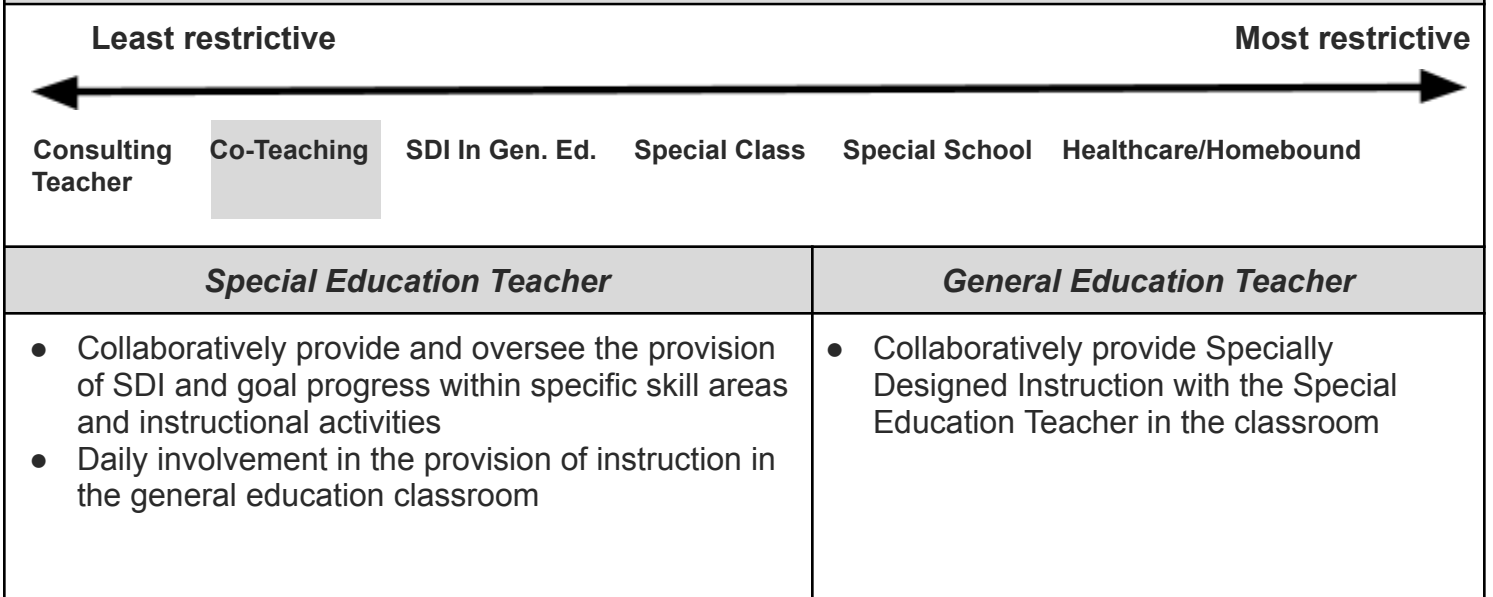 Least restrictive Most restrictive
Consulting Co-Teaching SDI In Gen. Ed. Special Class Special School Healthcare/Homebound
Teacher
Special Education Teacher
General Education Teacher
● Collaboratively provide and oversee the provision
of SDI and goal progress within specific skill areas
and instructional activities
● Daily involvement in the provision of instruction in
the general education classroom
● Collaboratively provide Specially
Designed Instruction with the Special
Education Teacher in the classroom